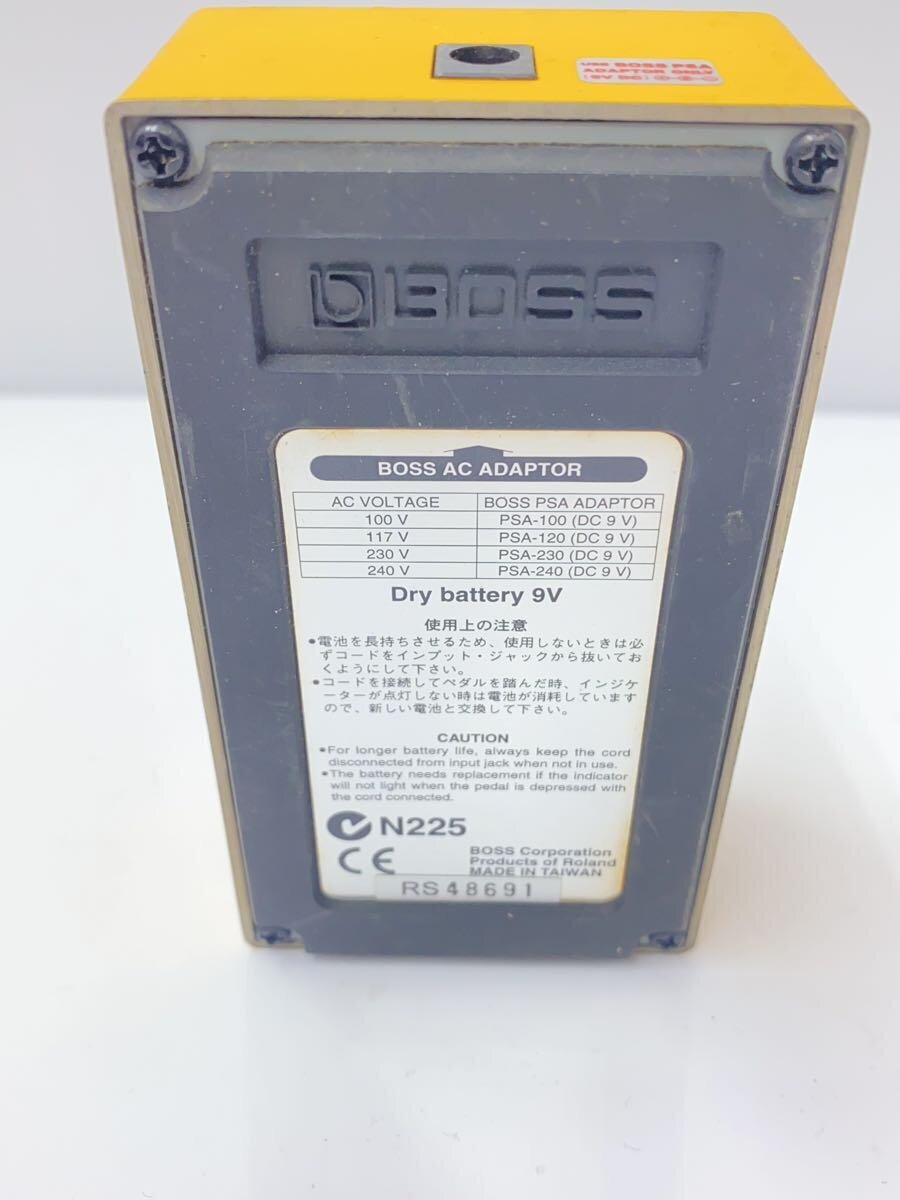 USE BOSS PSA
ADAPTOR ONLY
(9V DC)
BOSS
BOSS AC ADAPTOR
AC VOLTAGE BOSS PSA ADAPTOR
100 V PSA-100 (DC 9 V)
117 V PSA-120 (DC 9 V)
230 V PSA-230 (DC 9 V)
240 V PSA-240 (DC 9 V)
Dry battery 9V
使用上の注意
●電池を長持ちさせるため、使用しないときは必
ずコードをインプット・ジャックから抜いてお
くようにして下さい。
●コードを接続してペダルを踏んだ時、インジケ
ーターが点灯しない時は電池が消耗しています
ので、新しい電池と交換して下さい。
CAUTION
●For longer battery life, always keep the cord
disconnected from input jack when not in use.
●The battery needs replacement if the indicator
will not light when the pedal is depressed with
the cord connected.
N225
CE
BOSS Corporation
Products of Roland
MADE IN TAIWAN
RS48691